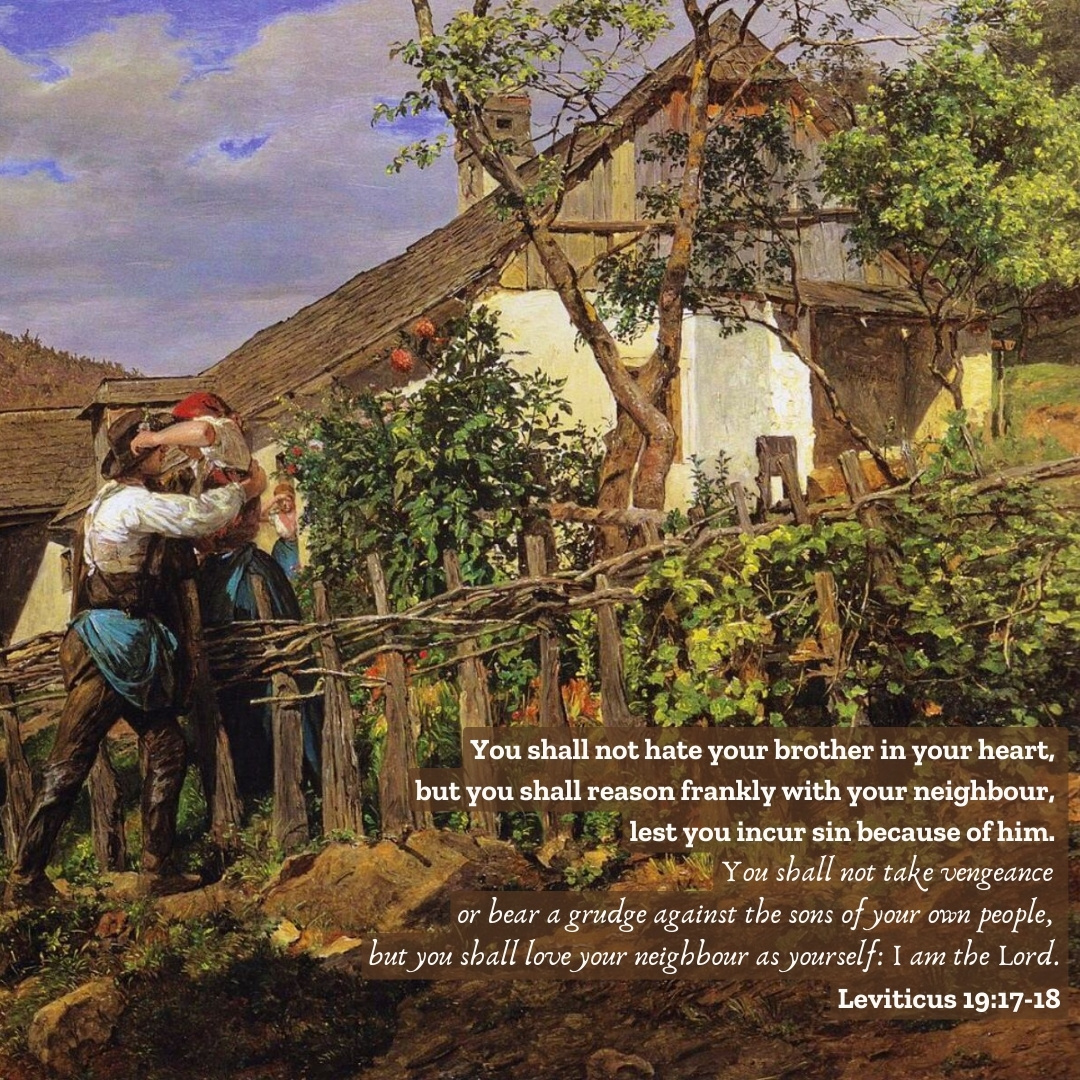 You shall not hate your brother in your heart,
but you shall reason frankly with your neighbour,
lest you incur sin because of him.
You shall not take vengeance
or bear a grudge against the sons of your own people,
but you shall love your neighbour as yourself: I am the Lord.
Leviticus 19:17-18